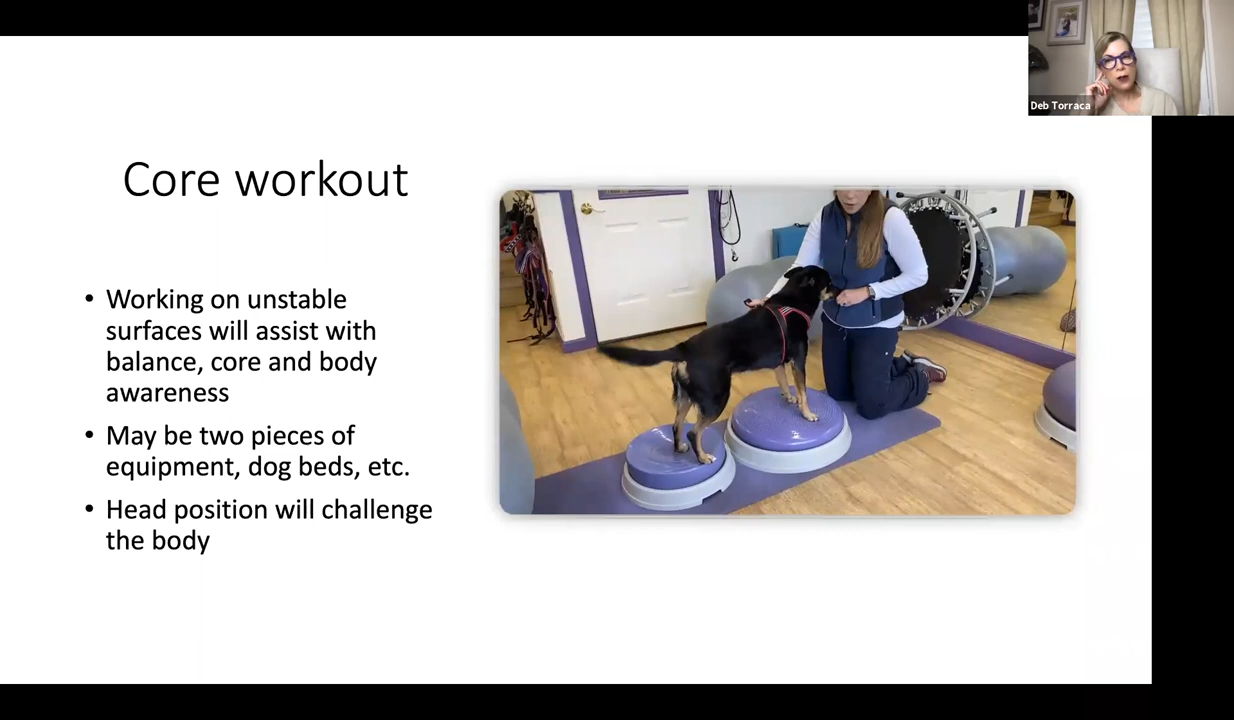 Deb Torraca
Core workout
• Working on unstable
surfaces will assist with
balance, core and body
awareness
• May be two pieces of
equipment, dog beds, etc.
• Head position will challenge
the body